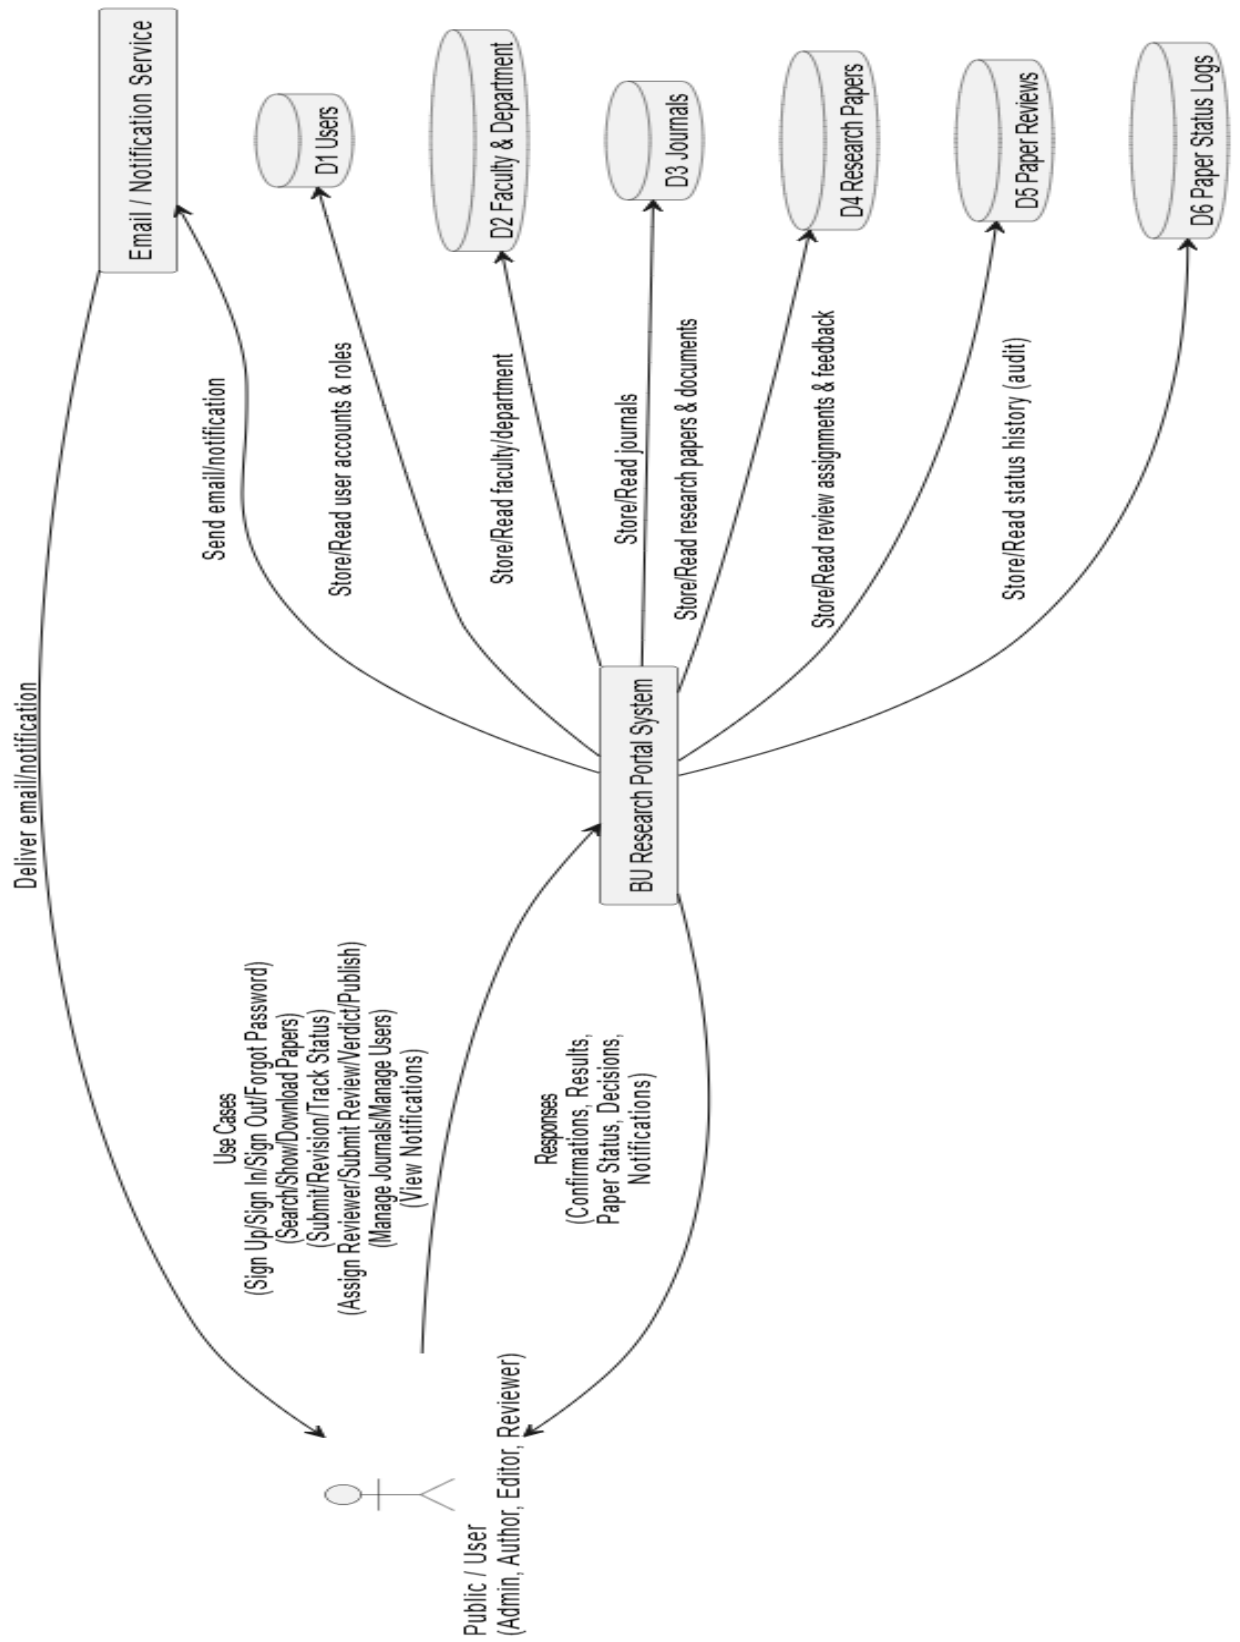 Public / User
(Admin, Author, Editor, Reviewer)
Use Cases
(Sign Up/Sign In/Sign Out/Forgot Password)
(Search/Show/Download Papers)
(Submit/Revision/Track Status)
(Assign Reviewer/Submit Review/Verdict/Publish)
(Manage Journals/Manage Users)
(View Notifications)
Responses
(Confirmations, Results,
Paper Status, Decisions,
Notifications)
Deliver email/notification
BU Research Portal System
Send email/notification
Store/Read user accounts & roles
Store/Read faculty/department
Store/Read journals
Store/Read research papers & documents
Store/Read review assignments & feedback
Store/Read status history (audit)
Email / Notification Service
D1 Users
D2 Faculty & Department
D3 Journals
D4 Research Papers
D5 Paper Reviews
D6 Paper Status Logs